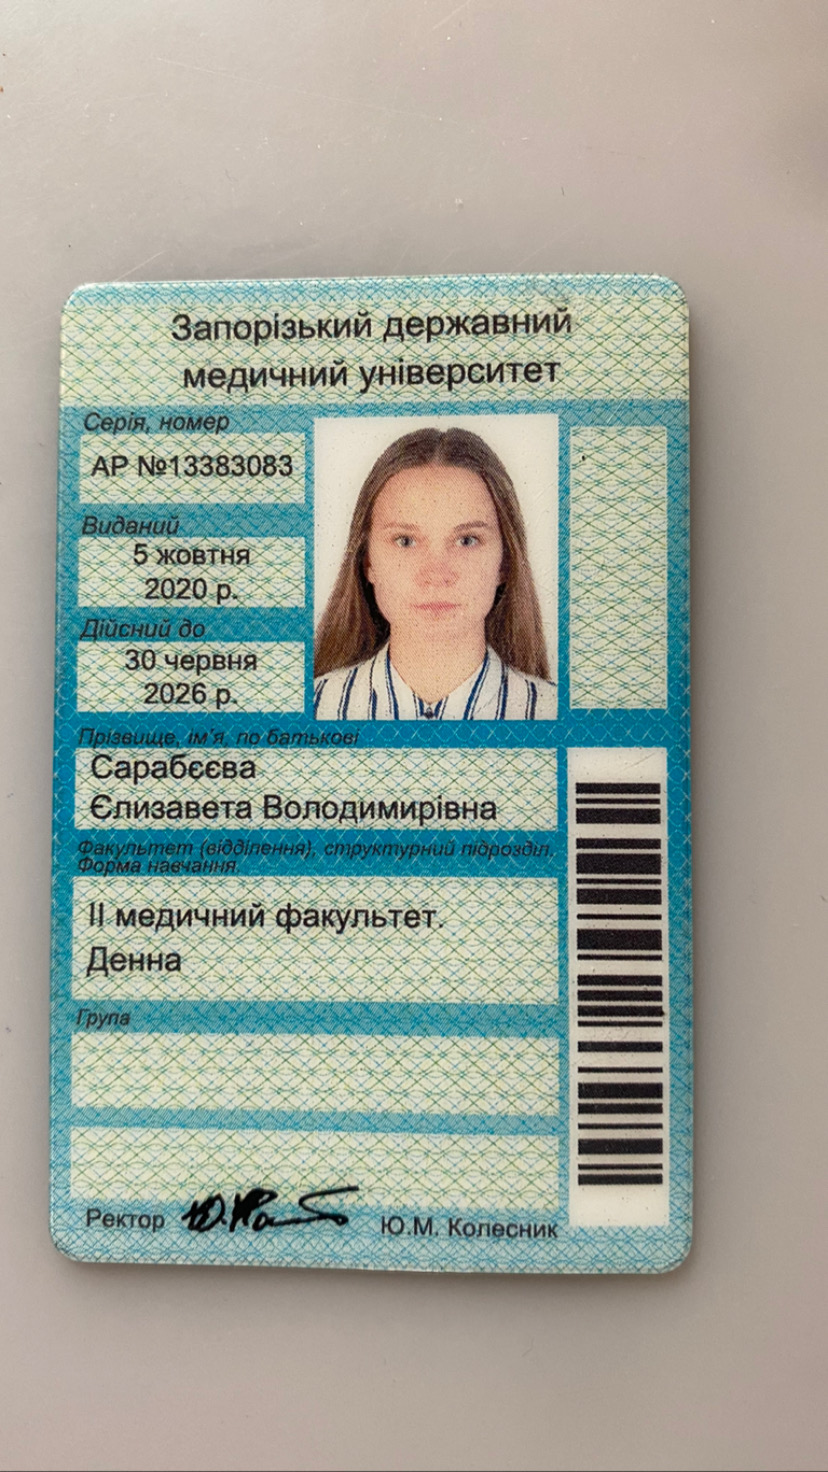 Запорізький державний
медичний університет
Серія, номер
АР №13383083
Виданий
5 жовтня
2020 р.
Дійсний до
30 червня
2026 р.
Прізвище, ім'я, по батькові
Сарабєєва
Єлизавета Володимирівна
Факультет (відділення), структурний підрозділ,
Форма навчання.
ІІ медичний факультет.
Денна
Група
Ректор Ю.М. Колесник